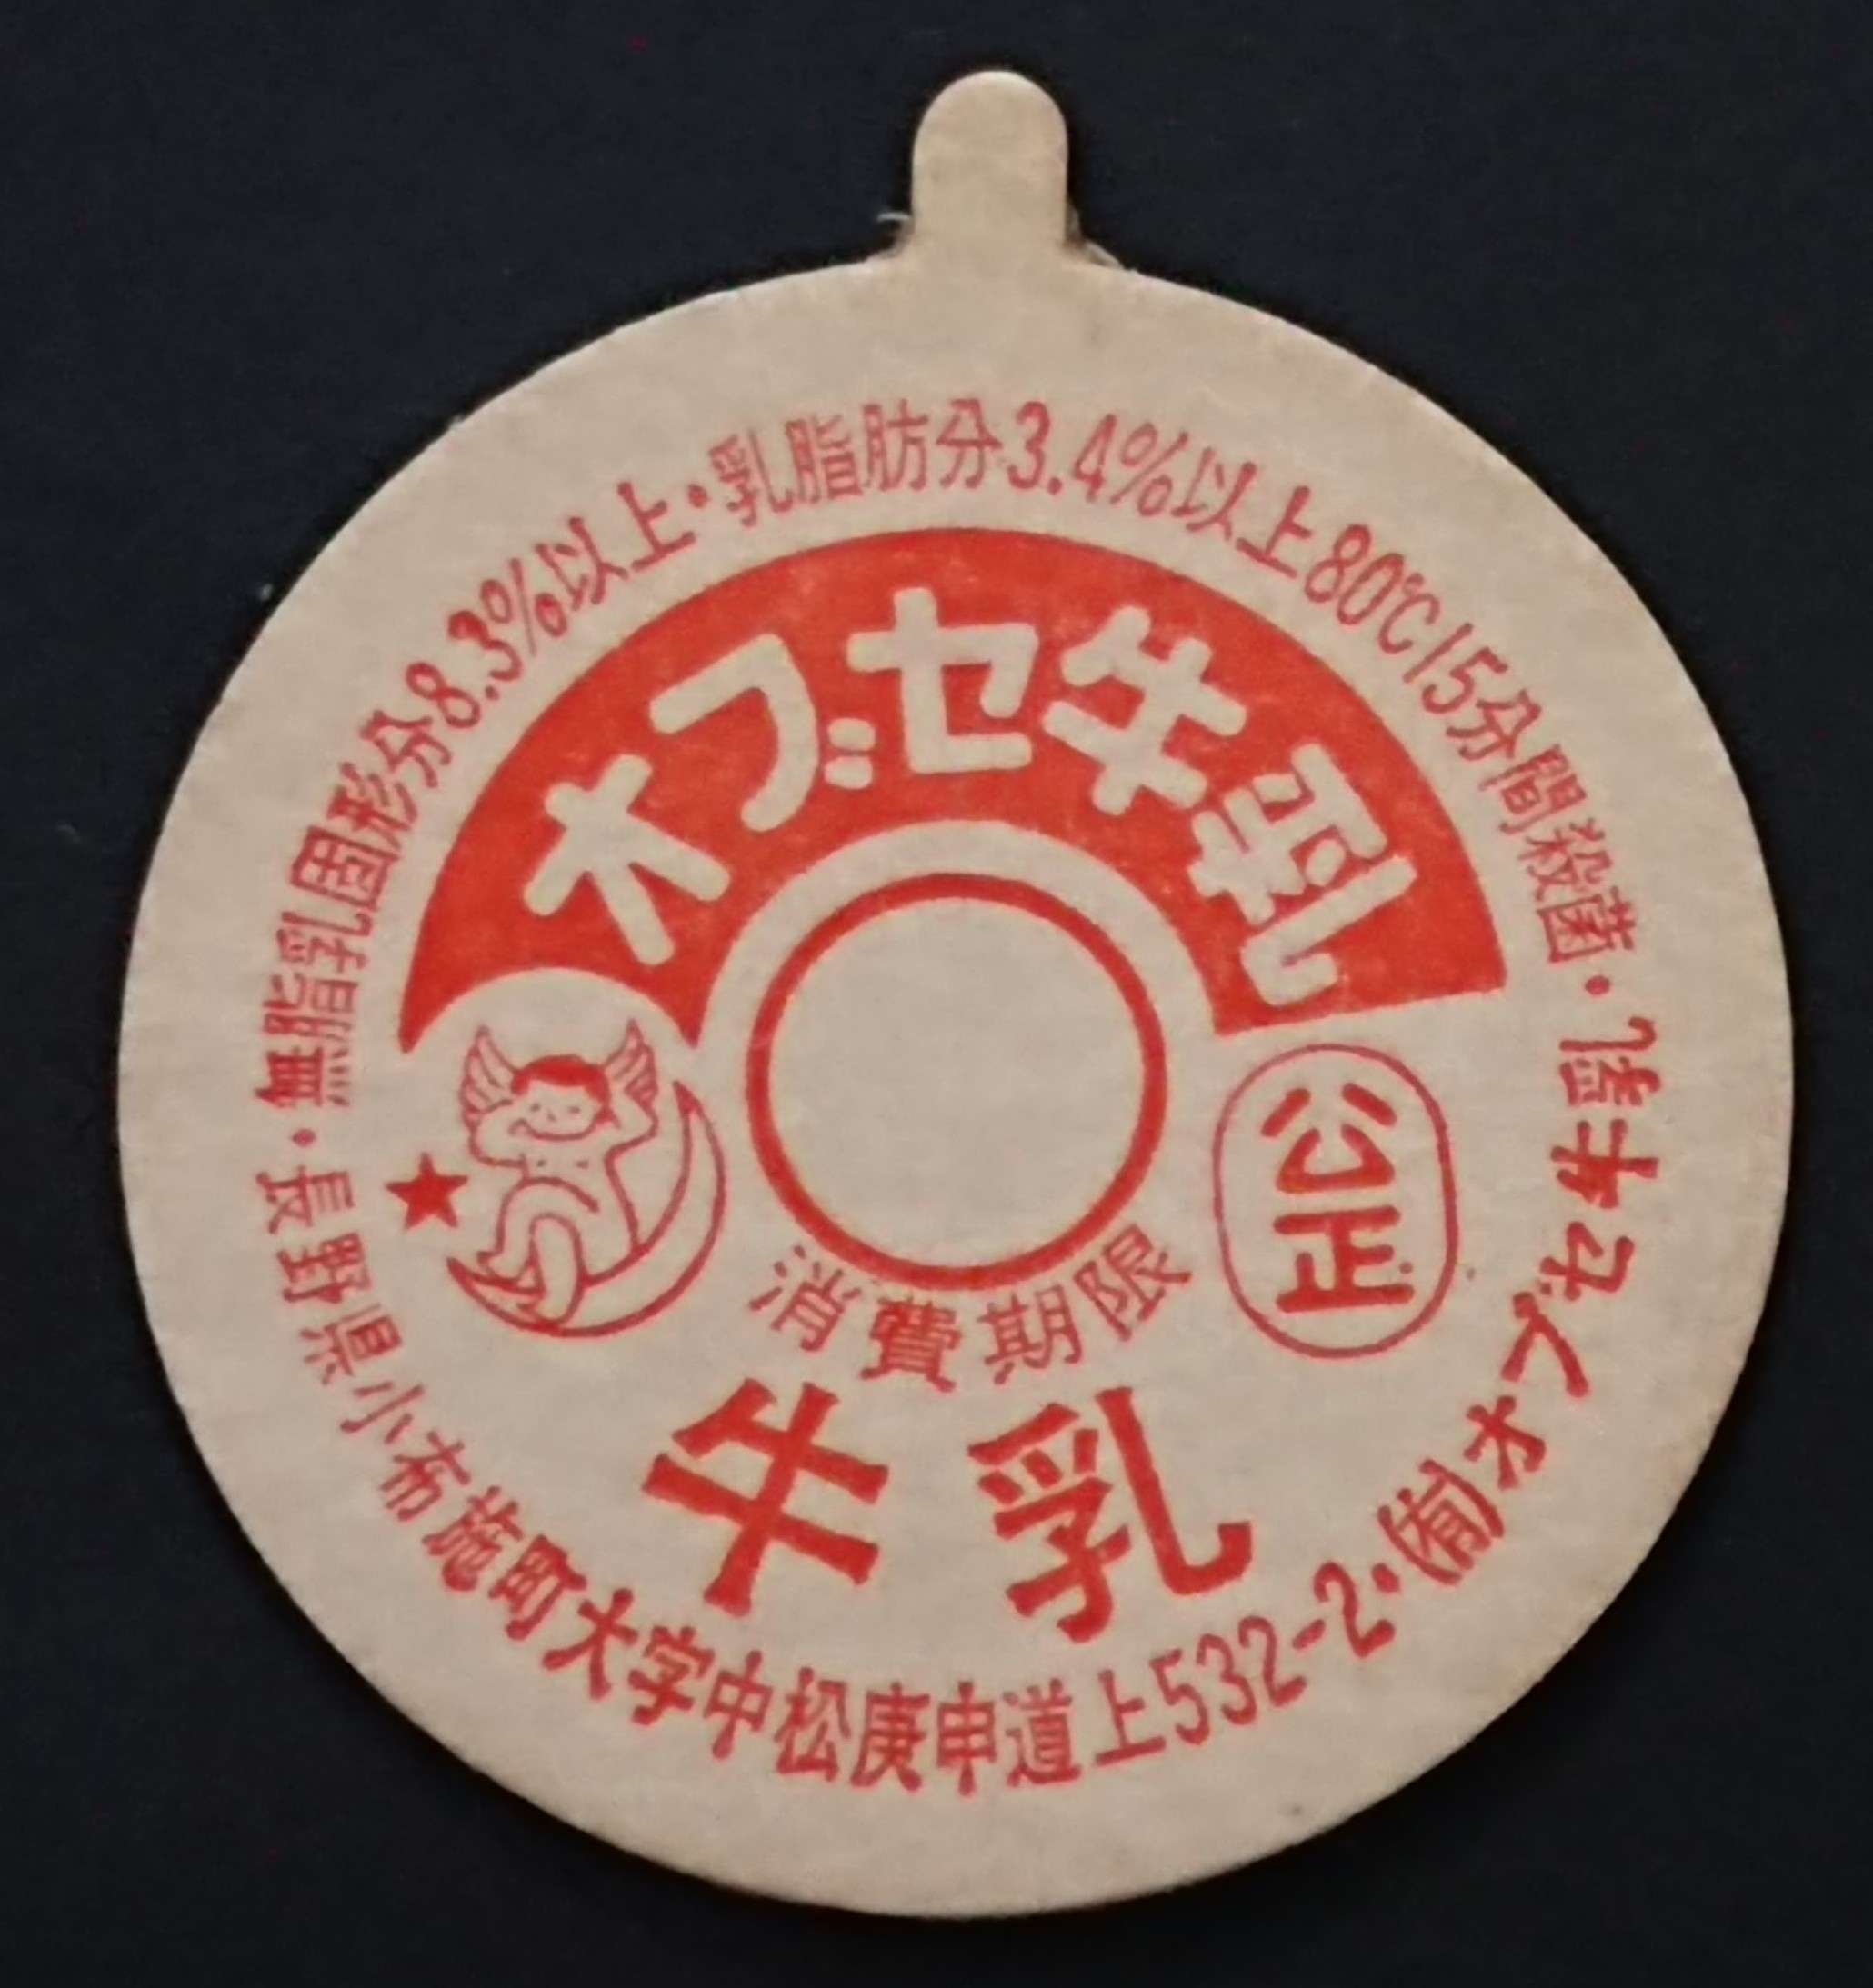 オブセ牛乳
公正
消費期限
牛乳
・無脂乳固形分8.3%以上・乳脂肪分3.4%以上80℃15分間殺菌・
長野県小布施町大字中松庚申道上532-2・(有)オブセ牛乳